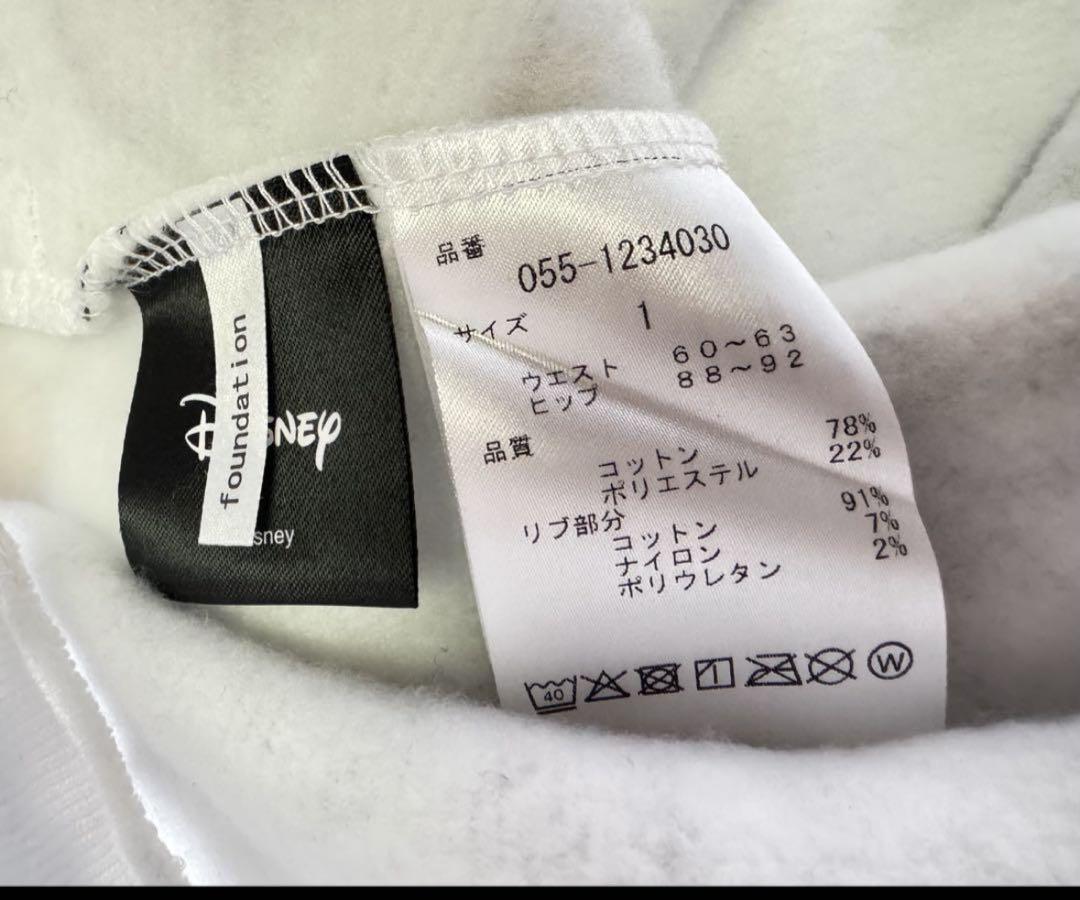 品番 055-1234030
サイズ 1
ウエスト 60～63
ヒップ 88～92
品質
コットン 78%
ポリエステル 22%
リブ部分
コットン 91%
ナイロン 7%
ポリウレタン 2%
40
W
foundation